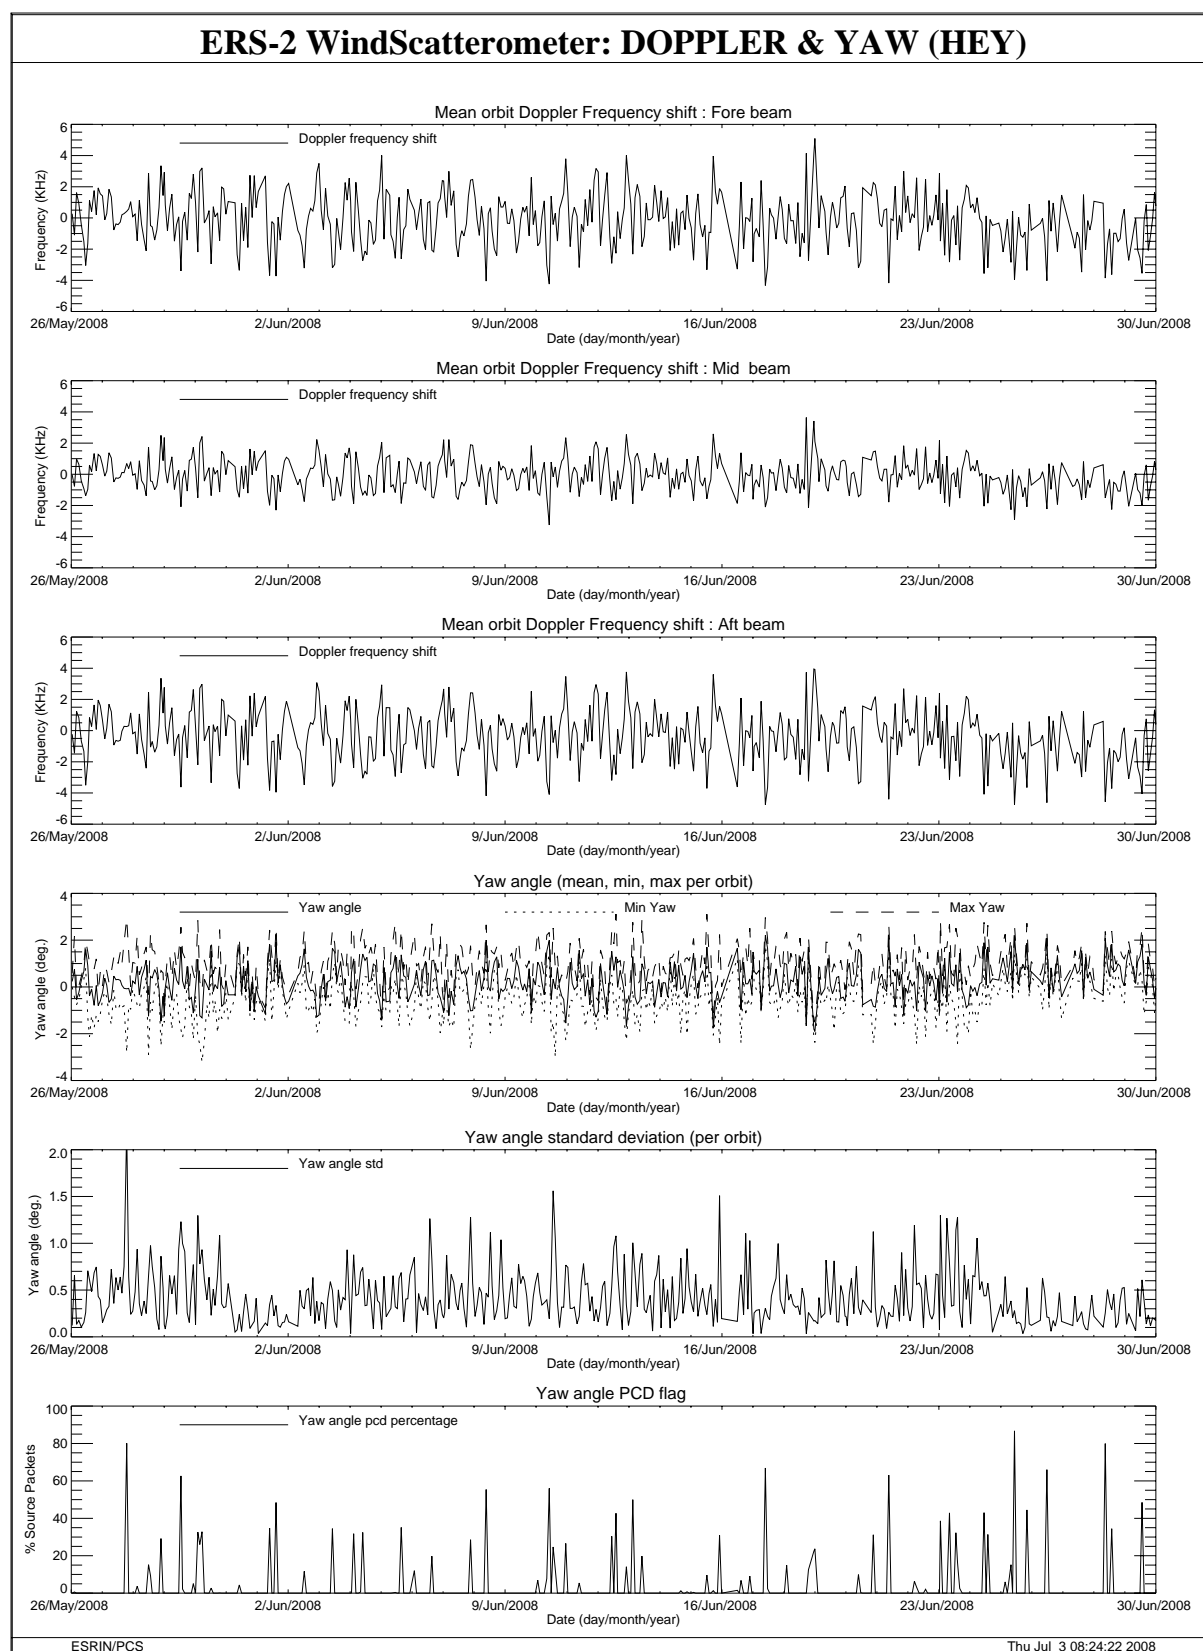 ERS-2 WindScatterometer: DOPPLER & YAW (HEY)
Mean orbit Doppler Frequency shift : Fore beam
Doppler frequency shift
Frequency (KHz)
6
4
2
0
-2
-4
-6
26/May/2008 2/Jun/2008 9/Jun/2008 16/Jun/2008 23/Jun/2008 30/Jun/2008
Date (day/month/year)
Mean orbit Doppler Frequency shift : Mid beam
Doppler frequency shift
Frequency (KHz)
6
4
2
0
-2
-4
-6
26/May/2008 2/Jun/2008 9/Jun/2008 16/Jun/2008 23/Jun/2008 30/Jun/2008
Date (day/month/year)
Mean orbit Doppler Frequency shift : Aft beam
Doppler frequency shift
Frequency (KHz)
6
4
2
0
-2
-4
-6
26/May/2008 2/Jun/2008 9/Jun/2008 16/Jun/2008 23/Jun/2008 30/Jun/2008
Date (day/month/year)
Yaw angle (mean, min, max per orbit)
Yaw angle Min Yaw Max Yaw
Yaw angle (deg.)
4
2
0
-2
-4
26/May/2008 2/Jun/2008 9/Jun/2008 16/Jun/2008 23/Jun/2008 30/Jun/2008
Date (day/month/year)
Yaw angle standard deviation (per orbit)
Yaw angle std
Yaw angle (deg.)
2.0
1.5
1.0
0.5
0.0
26/May/2008 2/Jun/2008 9/Jun/2008 16/Jun/2008 23/Jun/2008 30/Jun/2008
Date (day/month/year)
Yaw angle PCD flag
Yaw angle pcd percentage
% Source Packets
100
80
60
40
20
0
26/May/2008 2/Jun/2008 9/Jun/2008 16/Jun/2008 23/Jun/2008 30/Jun/2008
Date (day/month/year)
ESRIN/PCS Thu Jul 3 08:24:22 2008